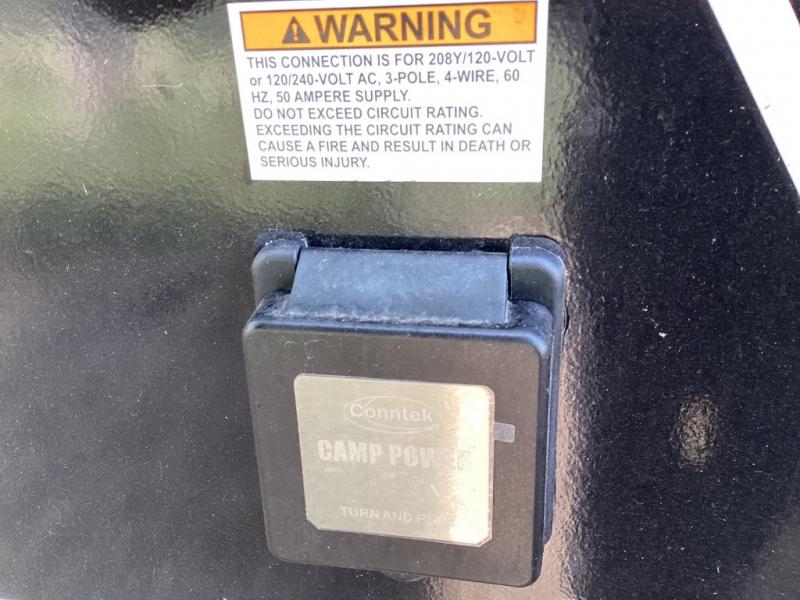 WARNING
THIS CONNECTION IS FOR 208Y/120-VOLT
or 120/240-VOLT AC, 3-POLE, 4-WIRE, 60
HZ, 50 AMPERE SUPPLY.
DO NOT EXCEED CIRCUIT RATING.
EXCEEDING THE CIRCUIT RATING CAN
CAUSE A FIRE AND RESULT IN DEATH OR
SERIOUS INJURY.
Conntek
CAMP
TURN AND